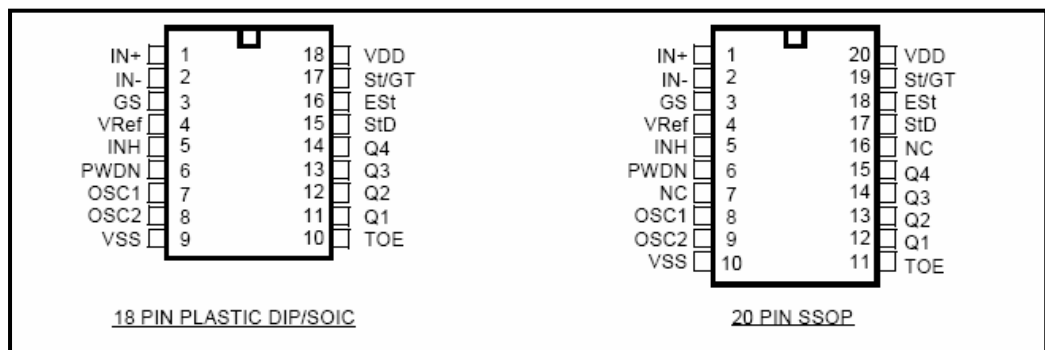 IN+ 1 18 VDD
IN- 2 17 St/GT
GS 3 16 ESt
VRef 4 15 StD
INH 5 14 Q4
PWDN 6 13 Q3
OSC1 7 12 Q2
OSC2 8 11 Q1
VSS 9 10 TOE
18 PIN PLASTIC DIP/SOIC
IN+ 1 20 VDD
IN- 2 19 St/GT
GS 3 18 ESt
VRef 4 17 StD
INH 5 16 NC
PWDN 6 15 Q4
NC 7 14 Q3
OSC1 8 13 Q2
OSC2 9 12 Q1
VSS 10 11 TOE
20 PIN SSOP